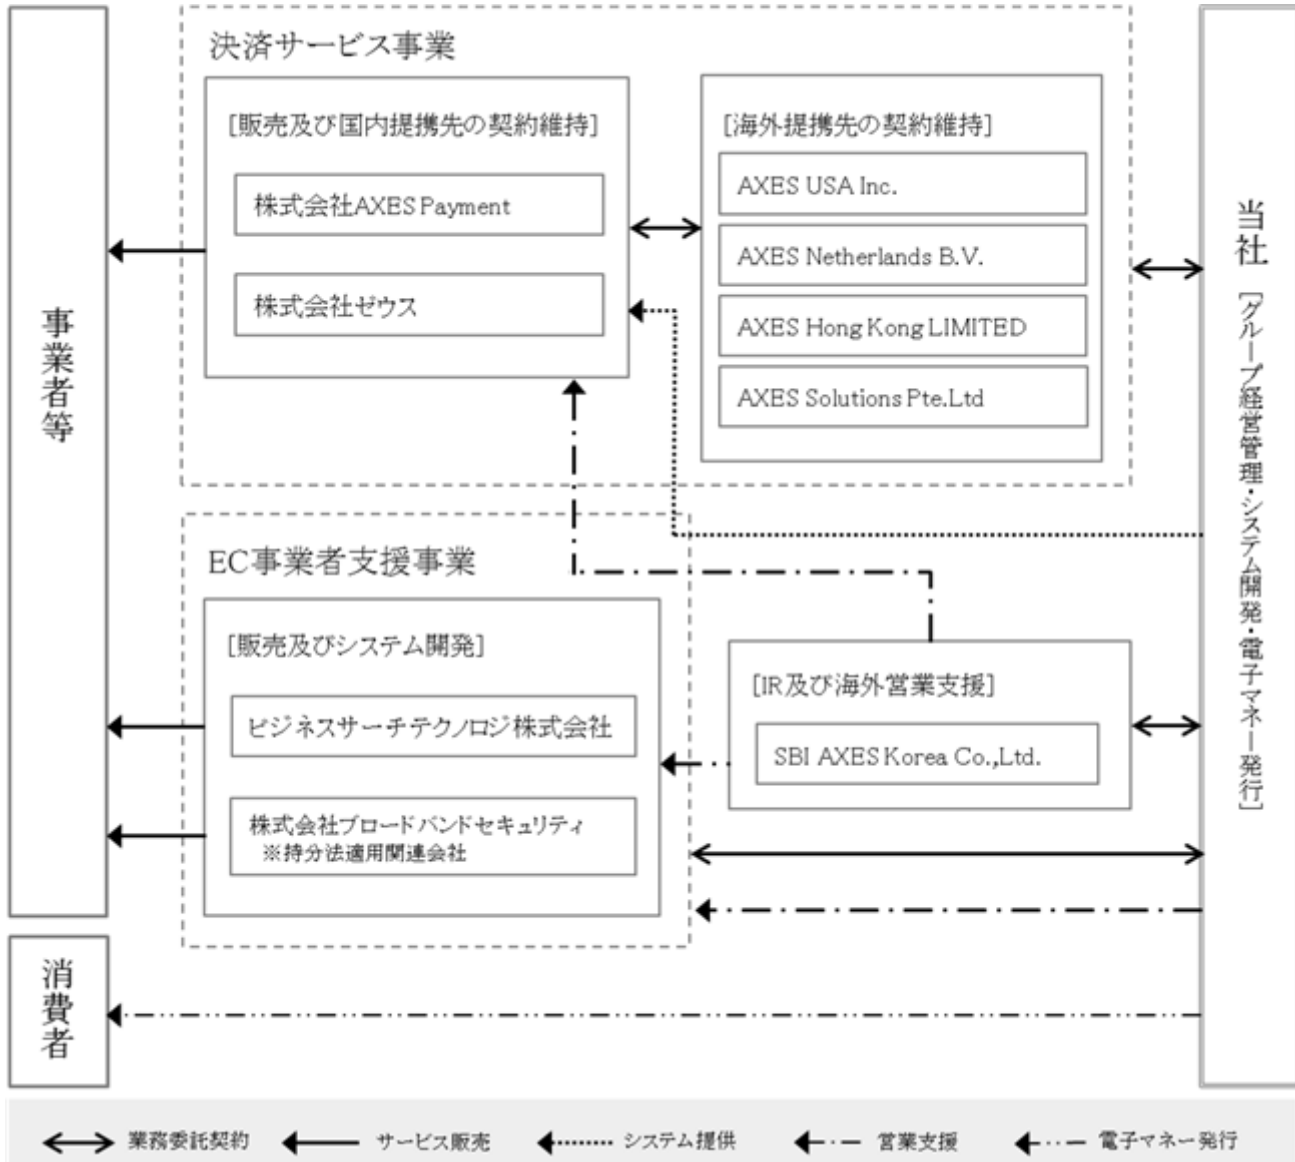 決済サービス事業
[販売及び国内提携先の契約維持]
株式会社AXES Payment
株式会社ゼウス
[海外提携先の契約維持]
AXES USA Inc.
AXES Netherlands B.V.
AXES Hong Kong LIMITED
AXES Solutions Pte.Ltd
事業者等
当社 [グループ経営管理・システム開発・電子マネー発行]
EC事業者支援事業
[販売及びシステム開発]
ビジネスサーチテクノロジ株式会社
株式会社ブロードバンドセキュリティ
※持分法適用関連会社
[IR及び海外営業支援]
SBI AXES Korea Co.,Ltd.
消費者
業務委託契約 サービス販売 システム提供 営業支援 電子マネー発行